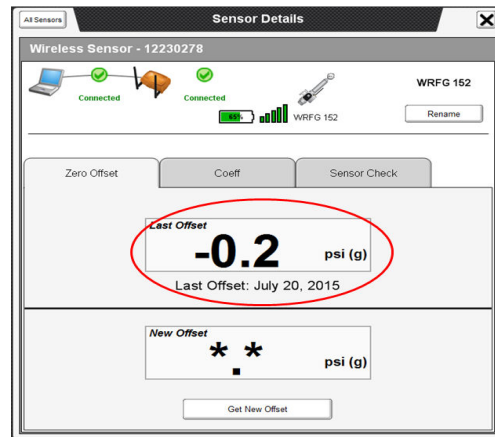 All Sensors
Sensor Details
Wireless Sensor - 12230278
Connected
Connected
65%
WRFG 152
WRFG 152
Rename
Zero Offset
Coeff
Sensor Check
Last Offset
-0.2 psi (g)
Last Offset: July 20, 2015
New Offset
*.* psi (g)
Get New Offset